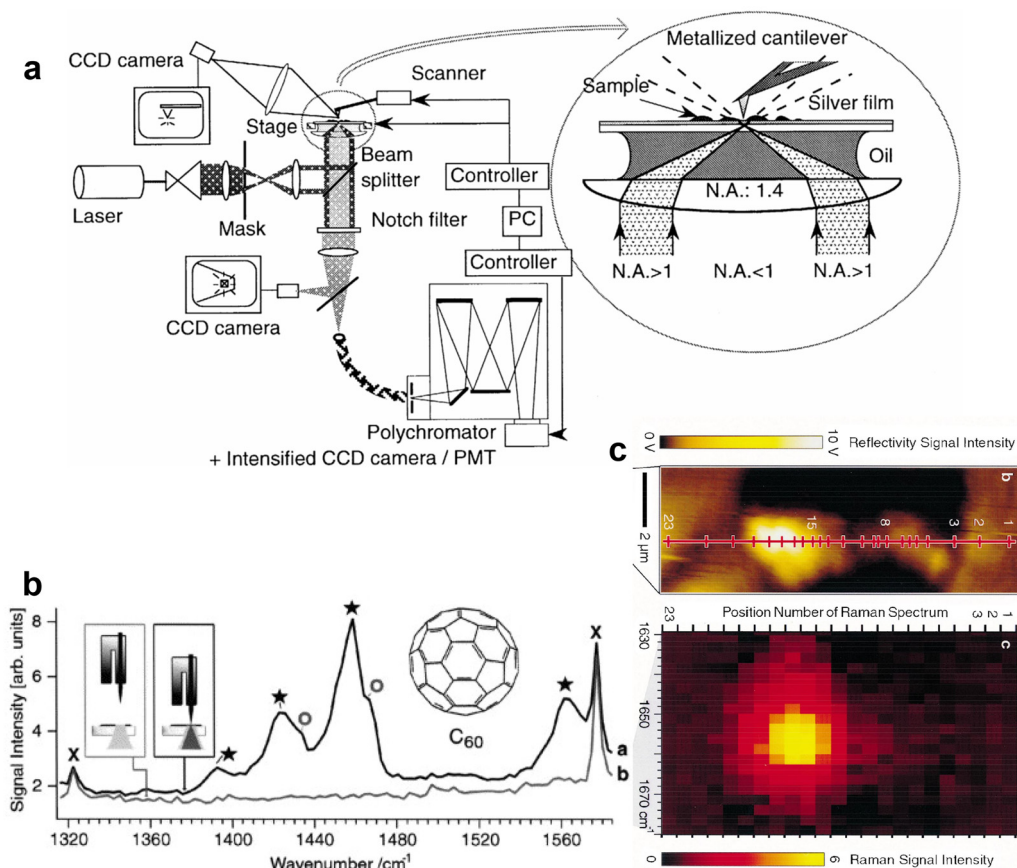 a
CCD camera
Scanner
Stage
Beam
splitter
Laser
Mask
Notch filter
CCD camera
Controller
PC
Controller
Polychromator
+ Intensified CCD camera / PMT
Metallized cantilever
Sample
Silver film
Oil
N.A.: 1.4
N.A.>1
N.A.<1
N.A.>1
b
Signal Intensity [arb. units]
8
6
4
2
X
X
C60
a
b
1320
1360
1400
1440
1480
1520
1560
Wavenumber /cm-1
c
0 V
10 V
Reflectivity Signal Intensity
b
2 µm
23
15
8
3
2
1
23
Position Number of Raman Spectrum
3
2
1
c
1630
1650
1670 cm-1
0
6
Raman Signal Intensity